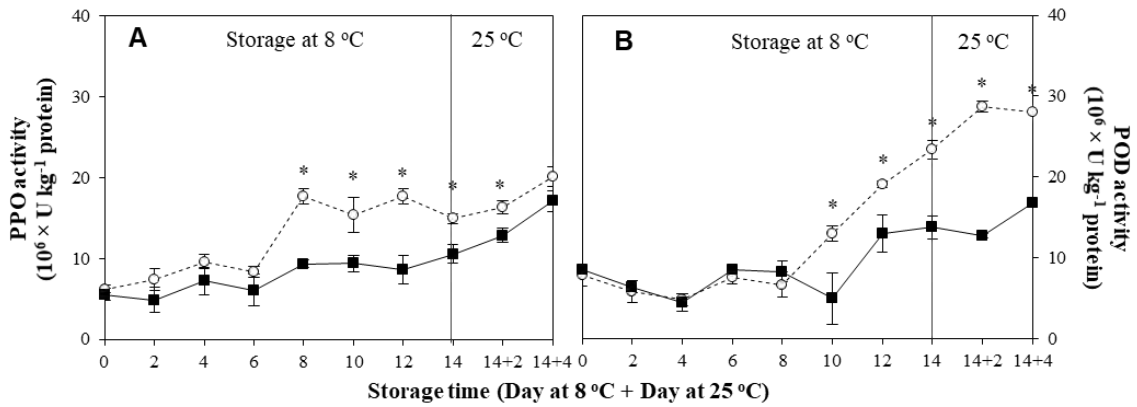 A
Storage at 8 °C
25 °C
40
30
20
10
0
PPO activity
(10⁶ × U kg⁻¹ protein)
* * * * *
0 2 4 6 8 10 12 14 14+2 14+4
B
Storage at 8 °C
25 °C
40
30
20
10
0
POD activity
(10⁶ × U kg⁻¹ protein)
* * * * *
0 2 4 6 8 10 12 14 14+2 14+4
Storage time (Day at 8 °C + Day at 25 °C)